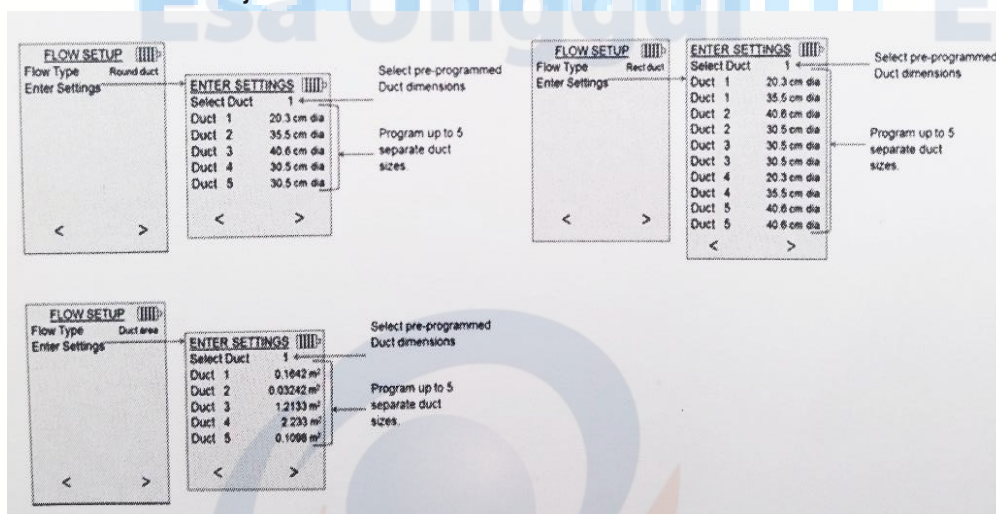 Esa Unggul
FLOW SETUP
Flow Type Round duct
Enter Settings
ENTER SETTINGS
Select Duct 1
Duct 1 20.3 cm dia
Duct 2 35.5 cm dia
Duct 3 40.6 cm dia
Duct 4 30.5 cm dia
Duct 5 30.5 cm dia
< >
< >
Select pre-programmed
Duct dimensions
Program up to 5
separate duct
sizes.
FLOW SETUP
Flow Type Rect duct
Enter Settings
< >
ENTER SETTINGS
Select Duct 1
Duct 1 20.3 cm dia
Duct 1 35.5 cm dia
Duct 2 40.6 cm dia
Duct 2 30.5 cm dia
Duct 3 30.5 cm dia
Duct 3 30.5 cm dia
Duct 4 20.3 cm dia
Duct 4 35.5 cm dia
Duct 5 40.6 cm dia
Duct 5 40.6 cm dia
< >
Select pre-programmed
Duct dimensions
Program up to 5
separate duct
sizes.
FLOW SETUP
Flow Type Duct area
Enter Settings
< >
ENTER SETTINGS
Select Duct 1
Duct 1 0.1642 m²
Duct 2 0.03242 m²
Duct 3 1.2133 m²
Duct 4 2.233 m²
Duct 5 0.1098 m²
< >
Select pre-programmed
Duct dimensions
Program up to 5
separate duct
sizes.